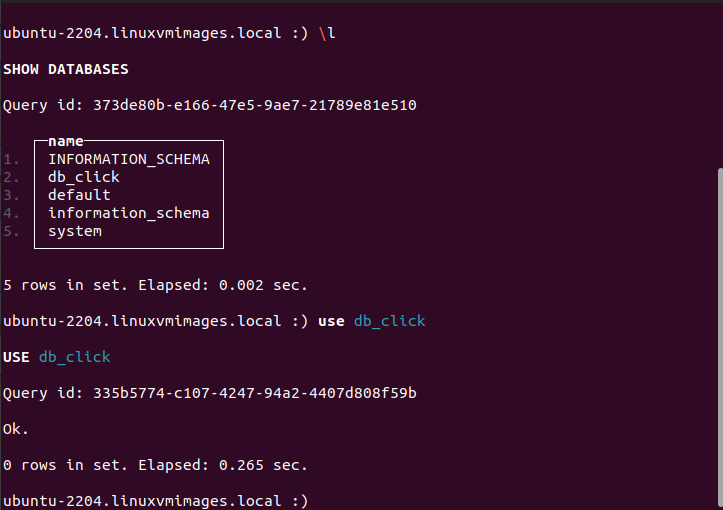 ubuntu-2204.linuxvmimages.local :) \l
SHOW DATABASES
Query id: 373de80b-e166-47e5-9ae7-21789e81e510
name
1. INFORMATION_SCHEMA
2. db_click
3. default
4. information_schema
5. system
5 rows in set. Elapsed: 0.002 sec.
ubuntu-2204.linuxvmimages.local :) use db_click
USE db_click
Query id: 335b5774-c107-4247-94a2-4407d808f59b
Ok.
0 rows in set. Elapsed: 0.265 sec.
ubuntu-2204.linuxvmimages.local :)